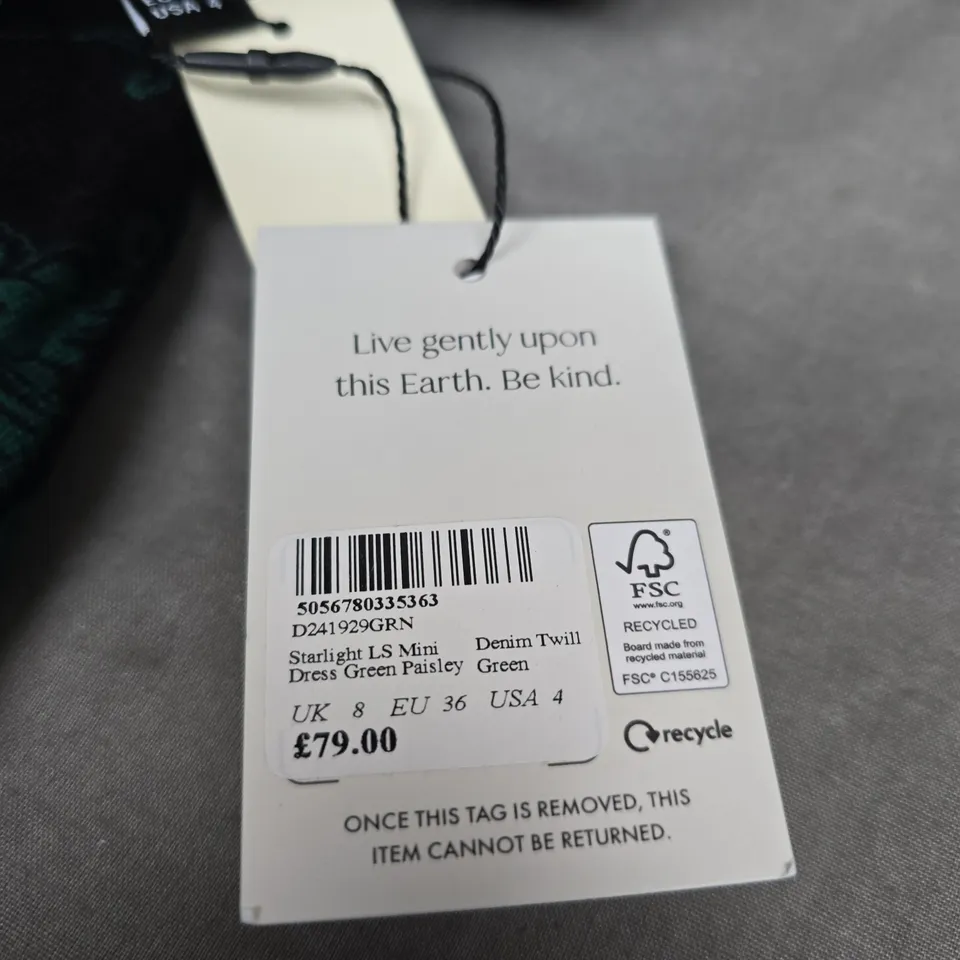 USA 4
Live gently upon
this Earth. Be kind.
5056780335363
D241929GRN
Starlight LS Mini Denim Twill
Dress Green Paisley Green
UK 8 EU 36 USA 4
£79.00
FSC®
www.fsc.org
RECYCLED
Board made from
recycled material
FSC® C155625
recycle
ONCE THIS TAG IS REMOVED, THIS
ITEM CANNOT BE RETURNED.